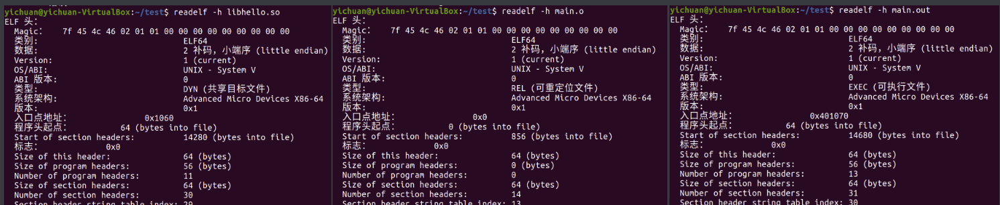 yichuan@yichuan-VirtualBox:~/test$ readelf -h libhello.so
ELF 头：
Magic： 7f 45 4c 46 02 01 01 00 00 00 00 00 00 00 00 00
类别: ELF64
数据: 2 补码，小端序 (little endian)
Version: 1 (current)
OS/ABI: UNIX - System V
ABI 版本: 0
类型: DYN (共享目标文件)
系统架构: Advanced Micro Devices X86-64
版本: 0x1
入口点地址： 0x1060
程序头起点： 64 (bytes into file)
Start of section headers: 14280 (bytes into file)
标志： 0x0
Size of this header: 64 (bytes)
Size of program headers: 56 (bytes)
Number of program headers: 11
Size of section headers: 64 (bytes)
Number of section headers: 30
Section header string table index: 29
yichuan@yichuan-VirtualBox:~/test$ readelf -h main.o
ELF 头：
Magic： 7f 45 4c 46 02 01 01 00 00 00 00 00 00 00 00 00
类别: ELF64
数据: 2 补码，小端序 (little endian)
Version: 1 (current)
OS/ABI: UNIX - System V
ABI 版本: 0
类型: REL (可重定位文件)
系统架构: Advanced Micro Devices X86-64
版本: 0x1
入口点地址： 0x0
程序头起点： 0 (bytes into file)
Start of section headers: 856 (bytes into file)
标志： 0x0
Size of this header: 64 (bytes)
Size of program headers: 0 (bytes)
Number of program headers: 0
Size of section headers: 64 (bytes)
Number of section headers: 14
Section header string table index: 13
yichuan@yichuan-VirtualBox:~/test$ readelf -h main.out
ELF 头：
Magic： 7f 45 4c 46 02 01 01 00 00 00 00 00 00 00 00 00
类别: ELF64
数据: 2 补码，小端序 (little endian)
Version: 1 (current)
OS/ABI: UNIX - System V
ABI 版本: 0
类型: EXEC (可执行文件)
系统架构: Advanced Micro Devices X86-64
版本: 0x1
入口点地址： 0x401070
程序头起点： 64 (bytes into file)
Start of section headers: 14680 (bytes into file)
标志： 0x0
Size of this header: 64 (bytes)
Size of program headers: 56 (bytes)
Number of program headers: 13
Size of section headers: 64 (bytes)
Number of section headers: 31
Section header string table index: 30